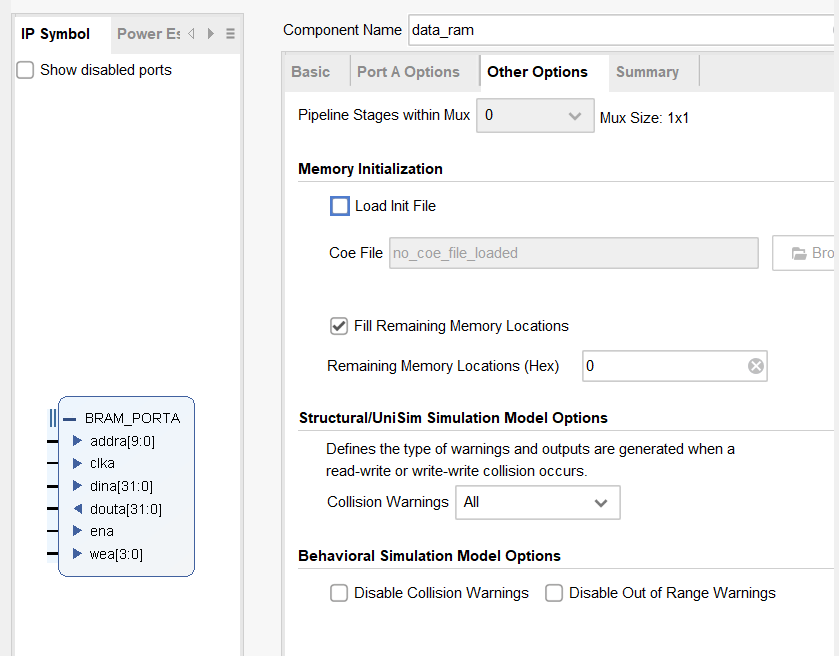 IP Symbol
Power Es
Show disabled ports
BRAM_PORTA
addra[9:0]
clka
dina[31:0]
douta[31:0]
ena
wea[3:0]
Component Name data_ram
Basic Port A Options Other Options Summary
Pipeline Stages within Mux 0 Mux Size: 1x1
Memory Initialization
Load Init File
Coe File no_coe_file_loaded Bro
Fill Remaining Memory Locations
Remaining Memory Locations (Hex) 0
Structural/UniSim Simulation Model Options
Defines the type of warnings and outputs are generated when a
read-write or write-write collision occurs.
Collision Warnings All
Behavioral Simulation Model Options
Disable Collision Warnings Disable Out of Range Warnings